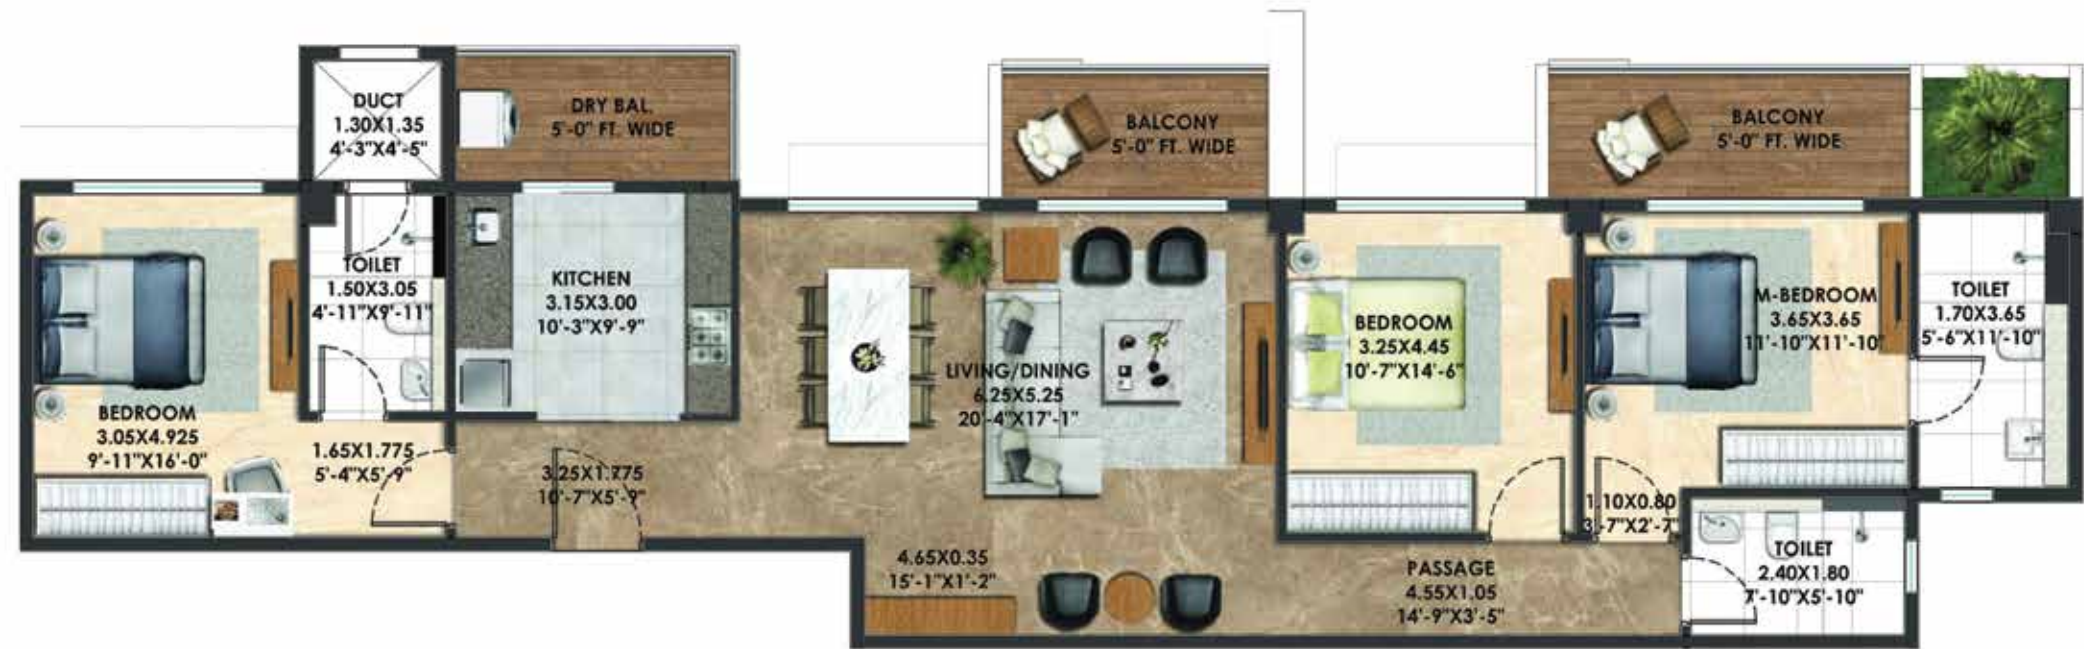 DUCT
1.30X1.35
4'-3"X4'-5"
DRY BAL.
5'-0" FT. WIDE
BALCONY
5'-0" FT. WIDE
BALCONY
5'-0" FT. WIDE
TOILET
1.50X3.05
4'-11"X9'-11"
KITCHEN
3.15X3.00
10'-3"X9'-9"
LIVING/DINING
6.25X5.25
20'-4"X17'-1"
BEDROOM
3.25X4.45
10'-7"X14'-6"
M-BEDROOM
3.65X3.65
11'-10"X11'-10"
TOILET
1.70X3.65
5'-6"X11'-10"
BEDROOM
3.05X4.925
9'-11"X16'-0"
1.65X1.775
5'-4"X5'-9"
3.25X1.775
10'-7"X5'-9"
1.10X0.80
3'-7"X2'-7"
4.65X0.35
15'-1"X1'-2"
PASSAGE
4.55X1.05
14'-9"X3'-5"
TOILET
2.40X1.80
7'-10"X5'-10"